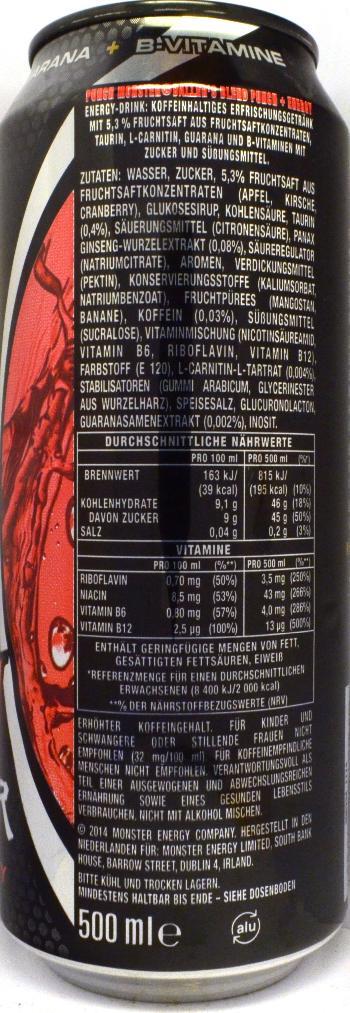 ARANA + B-VITAMINE
ENERGY-DRINK: KOFFEINHALTIGES ERFRISCHUNGSGETRÄNK
MIT 5,3 % FRUCHTSAFT AUS FRUCHTSAFTKONZENTRATEN,
TAURIN, L-CARNITIN, GUARANA UND B-VITAMINEN MIT
ZUCKER UND SÜßUNGSMITTEL.
ZUTATEN: WASSER, ZUCKER, 5,3% FRUCHTSAFT AUS
FRUCHTSAFTKONZENTRATEN (APFEL, KIRSCHE,
CRANBERRY), GLUKOSESIRUP, KOHLENSÄURE, TAURIN
(0,4%), SÄUERUNGSMITTEL (CITRONENSÄURE), PANAX
GINSENG-WURZELEXTRAKT (0,08%), SÄUREREGULATOR
(NATRIUMCITRATE), AROMEN, VERDICKUNGSMITTEL
(PEKTIN), KONSERVIERUNGSSTOFFE (KALIUMSORBAT,
NATRIUMBENZOAT), FRUCHTPÜREES (MANGOSTAN,
BANANE), KOFFEIN (0,03%), SÜßUNGSMITTEL
(SUCRALOSE), VITAMINMISCHUNG (NICOTINSÄUREAMID,
VITAMIN B6, RIBOFLAVIN, VITAMIN B12),
FARBSTOFF (E 120), L-CARNITIN-L-TARTRAT (0,004%),
STABILISATOREN (GUMMI ARABICUM, GLYCERINESTER
AUS WURZELHARZ), SPEISESALZ, GLUCURONOLACTON,
GUARANASAMENEXTRAKT (0,002%), INOSIT.
DURCHSCHNITTLICHE NÄHRWERTE
PRO 100 ml PRO 500 ml (%*)
BRENNWERT 163 kJ/ 815 kJ/
(39 kcal) (195 kcal) (10%)
KOHLENHYDRATE 9,1 g 46 g (18%)
DAVON ZUCKER 9 g 45 g (50%)
SALZ 0,04 g 0,2 g (3%)
VITAMINE
PRO 100 ml (%**) PRO 500 ml (%**)
RIBOFLAVIN 0,70 mg (50%) 3,5 mg (250%)
NIACIN 8,5 mg (53%) 43 mg (266%)
VITAMIN B6 0,80 mg (57%) 4,0 mg (286%)
VITAMIN B12 2,5 µg (100%) 13 µg (500%)
ENTHÄLT GERINGFÜGIGE MENGEN VON FETT,
GESÄTTIGTEN FETTSÄUREN, EIWEIß
*REFERENZMENGE FÜR EINEN DURCHSCHNITTLICHEN
ERWACHSENEN (8 400 kJ/2 000 kcal)
**% DER NÄHRSTOFFBEZUGSWERTE (NRV)
ERHÖHTER KOFFEINGEHALT. FÜR KINDER UND
SCHWANGERE ODER STILLENDE FRAUEN NICHT
EMPFOHLEN (32 mg/100 ml) FÜR KOFFEINEMPFINDLICHE
MENSCHEN NICHT EMPFOHLEN. VERANTWORTUNGSVOLL ALS
TEIL EINER AUSGEWOGENEN UND ABWECHSLUNGSREICHEN
ERNÄHRUNG SOWIE EINES GESUNDEN LEBENSSTILS
VERBRAUCHEN. NICHT MIT ALKOHOL MISCHEN.
© 2014 MONSTER ENERGY COMPANY. HERGESTELLT IN DEN
NIEDERLANDEN FÜR: MONSTER ENERGY LIMITED, SOUTH BANK
HOUSE, BARROW STREET, DUBLIN 4, IRLAND.
BITTE KÜHL UND TROCKEN LAGERN.
MINDESTENS HALTBAR BIS ENDE - SIEHE DOSENBODEN
500 ml e alu